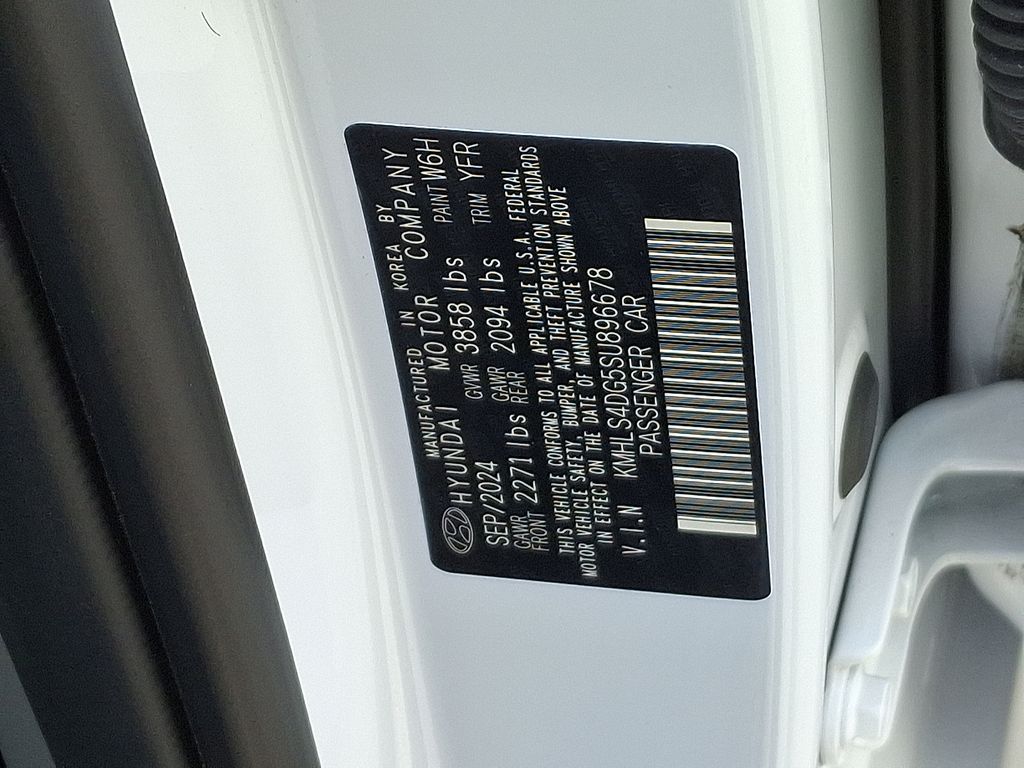 MANUFACTURED IN KOREA BY
HYUNDAI MOTOR COMPANY
SEP/2024 GVWR 3858 lbs PAINT W6H
GAWR FRONT 2271 lbs GAWR REAR 2094 lbs TRIM YFR
THIS VEHICLE CONFORMS TO ALL APPLICABLE U.S.A. FEDERAL
MOTOR VEHICLE SAFETY, BUMPER, AND THEFT PREVENTION STANDARDS
IN EFFECT ON THE DATE OF MANUFACTURE SHOWN ABOVE
V.I.N KMHLS4DG5SU896678
PASSENGER CAR